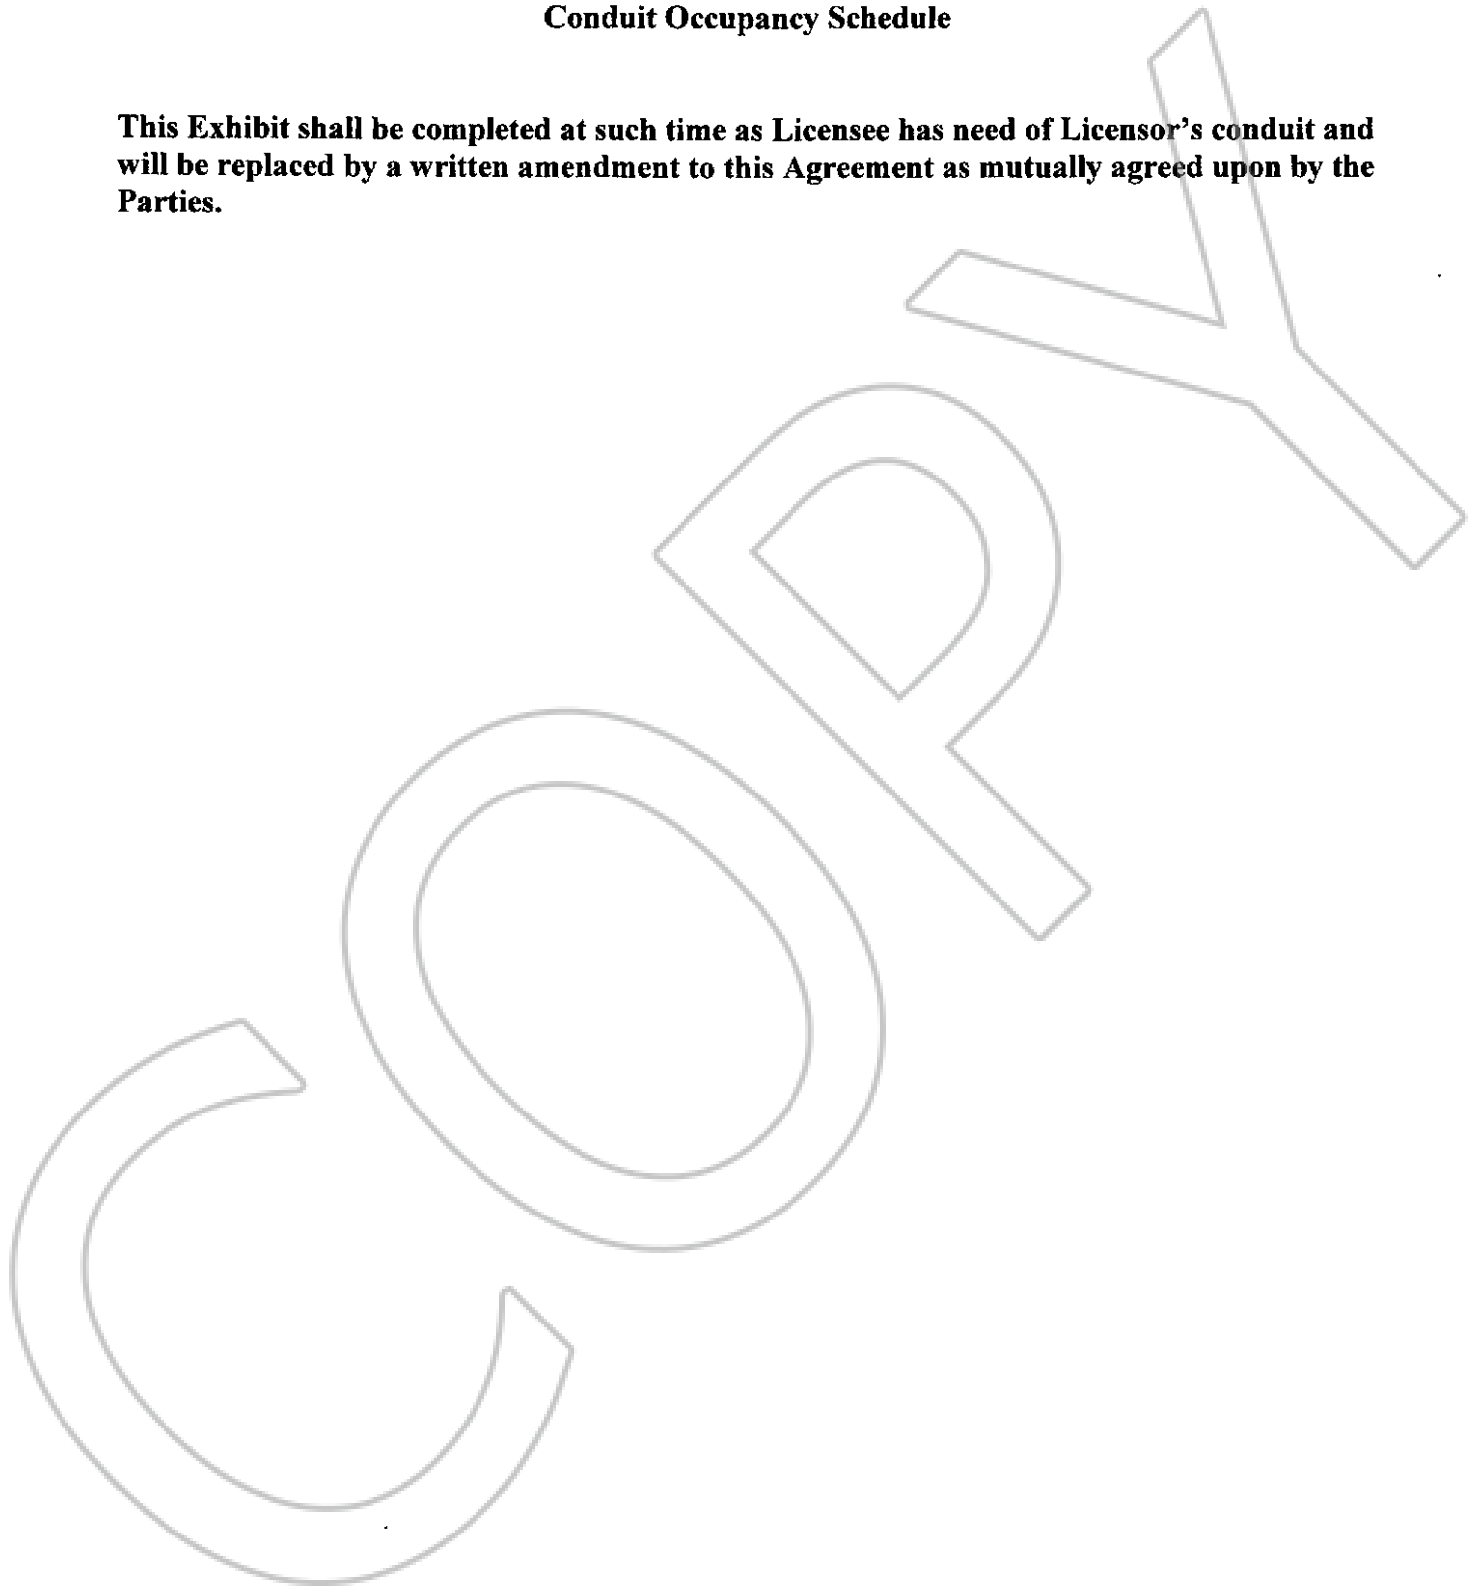 Conduit Occupancy Schedule
This Exhibit shall be completed at such time as Licensee has need of Licensor's conduit and
will be replaced by a written amendment to this Agreement as mutually agreed upon by the
Parties.
COPY